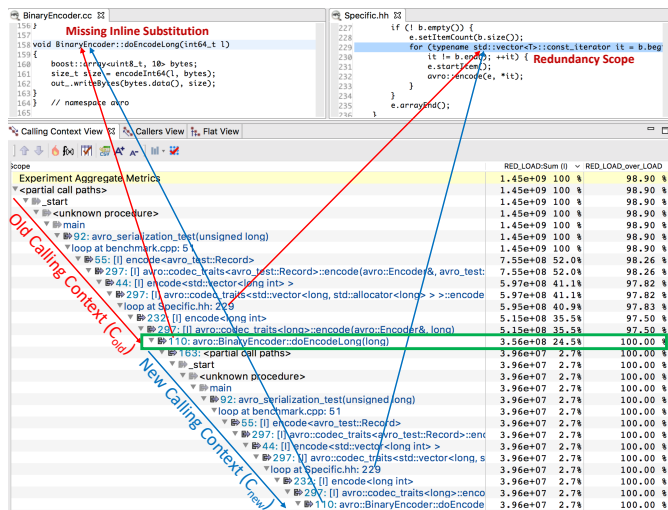 BinaryEncoder.cc
156 }
157
158 void BinaryEncoder::doEncodeLong(int64_t l)
159 {
160 boost::array<uint8_t, 10> bytes;
161 size_t size = encodeInt64(l, bytes);
162 out_.writeBytes(bytes.data(), size);
163 }
164 } // namespace avro
165
Missing Inline Substitution
Specific.hh
227 if (! b.empty()) {
228 e.setItemCount(b.size());
229 for (typename std::vector<T>::const_iterator it = b.beg
230 it != b.end(); ++it) {
231 e.startItem();
232 avro::encode(e, *it);
233 }
234 }
235 e.arrayEnd();
236 }
Redundancy Scope
Calling Context View Callers View Flat View
Scope RED_LOAD:Sum (I) RED_LOAD_over_LOAD
Experiment Aggregate Metrics 1.45e+09 100 % 98.90 %
<partial call paths> 1.45e+09 100 % 98.90 %
_start 1.45e+09 100 % 98.90 %
<unknown procedure> 1.45e+09 100 % 98.90 %
main 1.45e+09 100 % 98.90 %
92: avro_serialization_test(unsigned long) 1.45e+09 100 % 98.90 %
loop at benchmark.cpp: 51 1.45e+09 100 % 98.90 %
55: [I] encode<avro_test::Record> 7.55e+08 52.0% 98.26 %
297: [I] avro::codec_traits<avro_test::Record>::encode(avro::Encoder&, avro_test: 7.55e+08 52.0% 98.26 %
44: [I] encode<std::vector<long int> > 5.97e+08 41.1% 97.82 %
297: [I] avro::codec_traits<std::vector<long, std::allocator<long> > >::encode 5.97e+08 41.1% 97.82 %
loop at Specific.hh: 229 5.95e+08 40.9% 97.83 %
232: [I] encode<long int> 5.15e+08 35.5% 97.50 %
297: [I] avro::codec_traits<long>::encode(avro::Encoder&, long) 5.15e+08 35.5% 97.50 %
110: avro::BinaryEncoder::doEncodeLong(long) 3.56e+08 24.5% 100.00 %
163: <partial call paths> 3.96e+07 2.7% 100.00 %
_start 3.96e+07 2.7% 100.00 %
<unknown procedure> 3.96e+07 2.7% 100.00 %
main 3.96e+07 2.7% 100.00 %
92: avro_serialization_test(unsigned long) 3.96e+07 2.7% 100.00 %
loop at benchmark.cpp: 51 3.96e+07 2.7% 100.00 %
55: [I] encode<avro_test::Record> 3.96e+07 2.7% 100.00 %
297: [I] avro::codec_traits<avro_test::Record>::enc 3.96e+07 2.7% 100.00 %
44: [I] encode<std::vector<long int> > 3.96e+07 2.7% 100.00 %
297: [I] avro::codec_traits<std::vector<long, s 3.96e+07 2.7% 100.00 %
loop at Specific.hh: 229 3.96e+07 2.7% 100.00 %
232: [I] encode<long int> 3.96e+07 2.7% 100.00 %
297: [I] avro::codec_traits<long>::enco 3.96e+07 2.7% 100.00 %
110: avro::BinaryEncoder::doEncode 3.96e+07 2.7% 100.00 %
Old Calling Context (Cold)
New Calling Context (Cnew)